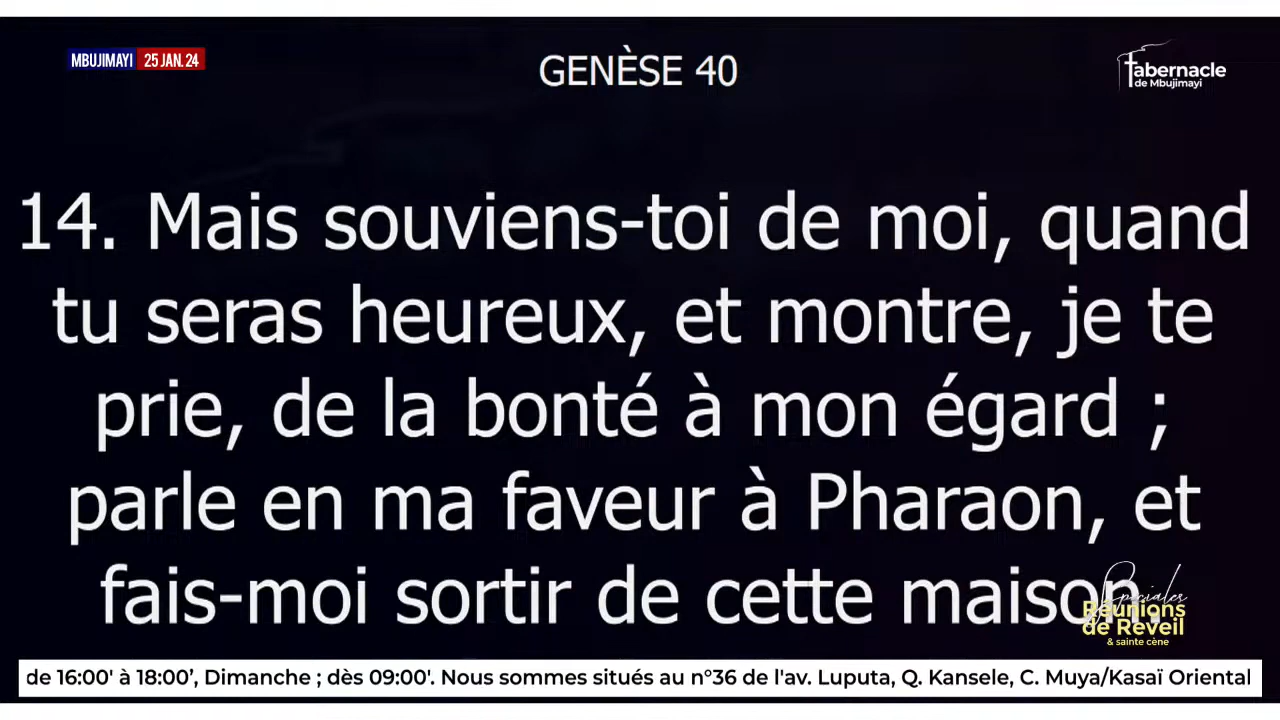 MBUJIMAYI 25 JAN. 24
GENÈSE 40
Tabernacle
de Mbujimayi
14. Mais souviens-toi de moi, quand
tu seras heureux, et montre, je te
prie, de la bonté à mon égard ;
parle en ma faveur à Pharaon, et
fais-moi sortir de cette maison.
Spéciales
Réunions
de Reveil
& sainte cène
de 16:00' à 18:00’, Dimanche ; dès 09:00'. Nous sommes situés au n°36 de l'av. Luputa, Q. Kansele, C. Muya/Kasaï Oriental